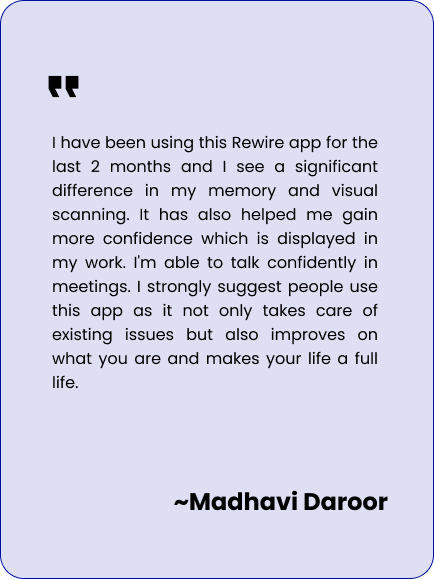 "
I have been using this Rewire app for the
last 2 months and I see a significant
difference in my memory and visual
scanning. It has also helped me gain
more confidence which is displayed in
my work. I'm able to talk confidently in
meetings. I strongly suggest people use
this app as it not only takes care of
existing issues but also improves on
what you are and makes your life a full
life.
~Madhavi Daroor